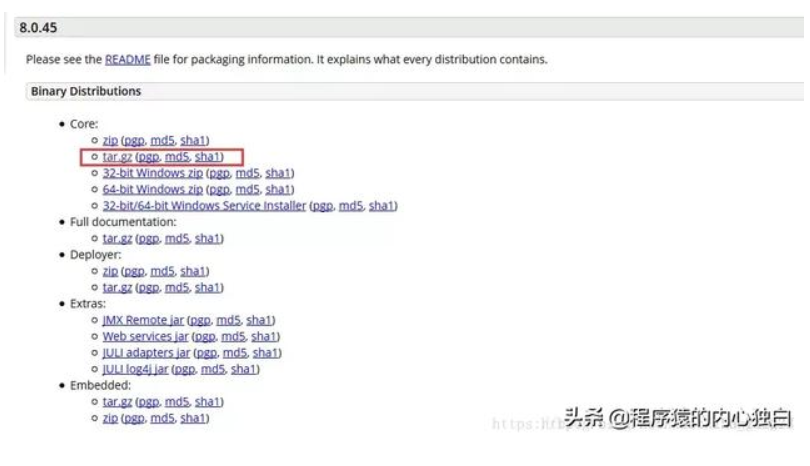 8.0.45
Please see the README file for packaging information. It explains what every distribution contains.
Binary Distributions
• Core:
○ zip (pgp, md5, sha1)
○ tar.gz (pgp, md5, sha1)
○ 32-bit Windows zip (pgp, md5, sha1)
○ 64-bit Windows zip (pgp, md5, sha1)
○ 32-bit/64-bit Windows Service Installer (pgp, md5, sha1)
• Full documentation:
○ tar.gz (pgp, md5, sha1)
• Deployer:
○ zip (pgp, md5, sha1)
○ tar.gz (pgp, md5, sha1)
• Extras:
○ JMX Remote jar (pgp, md5, sha1)
○ Web services jar (pgp, md5, sha1)
○ JULI adapters jar (pgp, md5, sha1)
○ JULI log4j jar (pgp, md5, sha1)
• Embedded:
○ tar.gz (pgp, md5, sha1)
○ zip (pgp, md5, sha1)
头条 @程序猿的内心独白